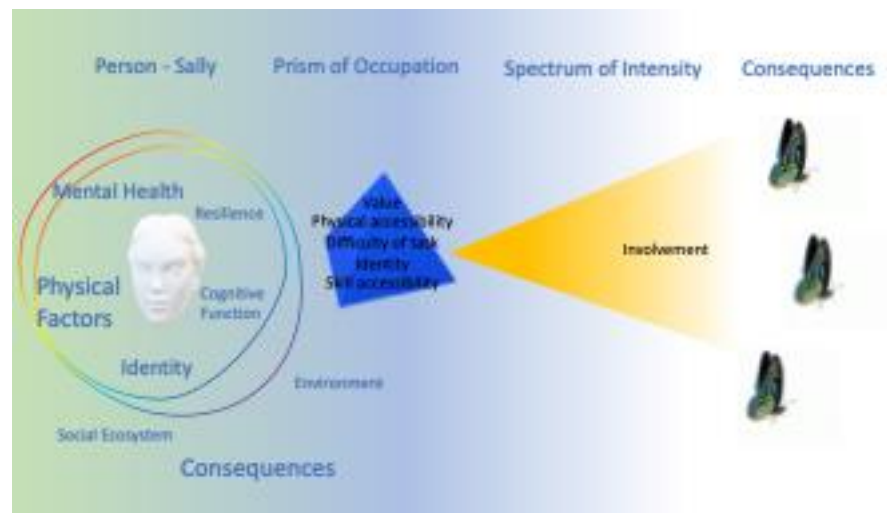 Person - Sally
Prism of Occupation
Spectrum of Intensity
Consequences
Mental Health
Resilience
Physical
Factors
Cognitive
Function
Identity
Environment
Social Ecosystem
Consequences
Value
Physical accessibility
Difficulty of task
Identity
Skill accessibility
Involvement